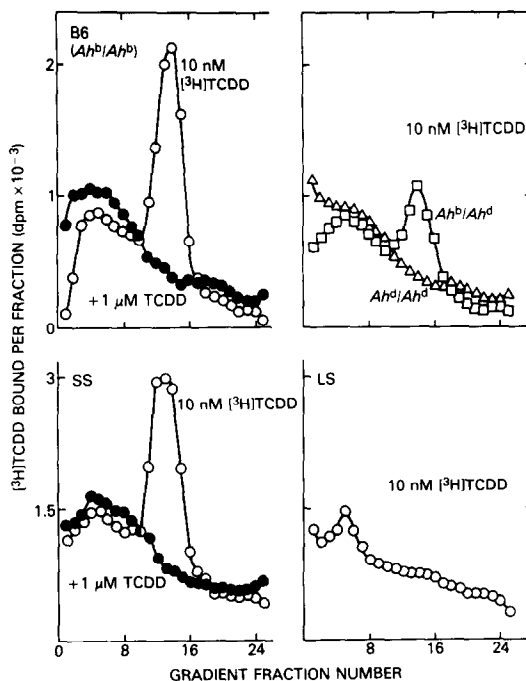 B6
(Ahᵇ/Ahᵇ)
10 nM
[³H]TCDD
+1 μM TCDD
2
1
0
10 nM [³H]TCDD
Ahᵇ/Ahᵈ
Ahᵈ/Ahᵈ
[³H]TCDD BOUND PER FRACTION (dpm × 10⁻³)
SS
10 nM [³H]TCDD
+1 μM TCDD
3
1.5
0 8 16 24
LS
10 nM [³H]TCDD
8 16 24
GRADIENT FRACTION NUMBER